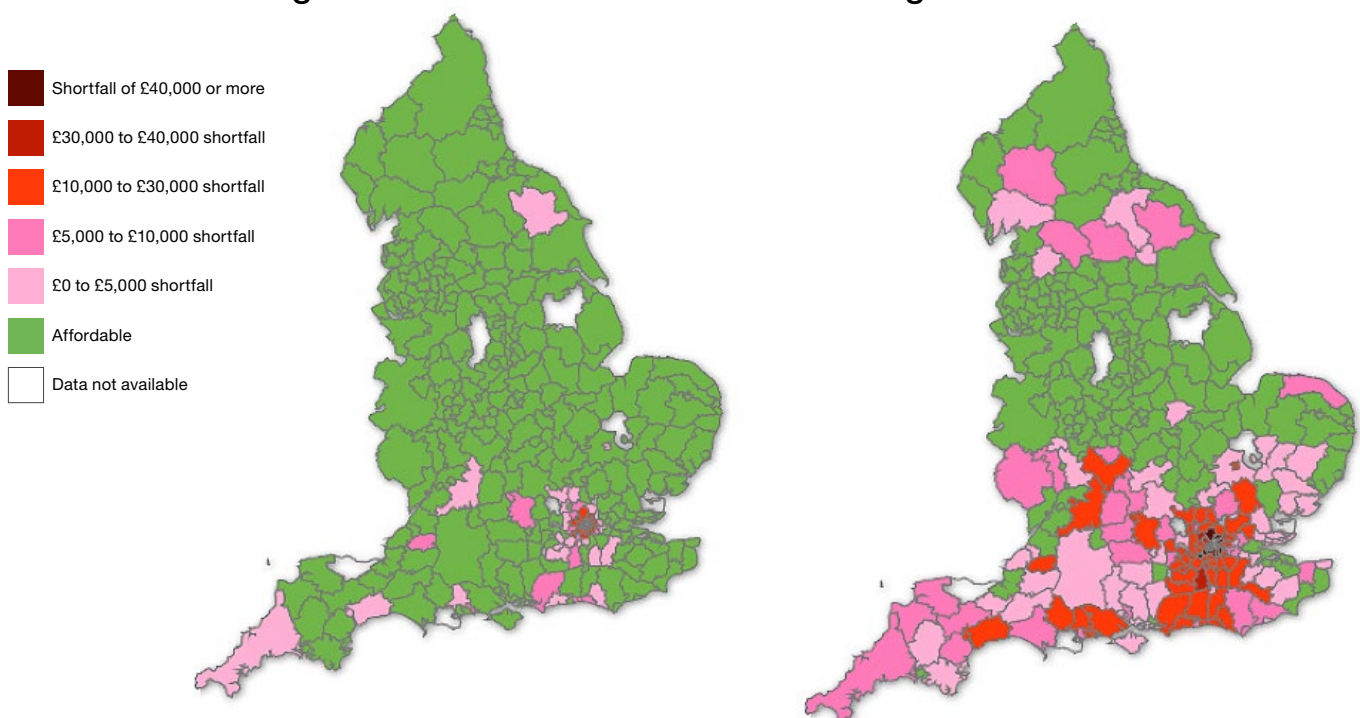 Shortfall of £40,000 or more
£30,000 to £40,000 shortfall
£10,000 to £30,000 shortfall
£5,000 to £10,000 shortfall
£0 to £5,000 shortfall
Affordable
Data not available